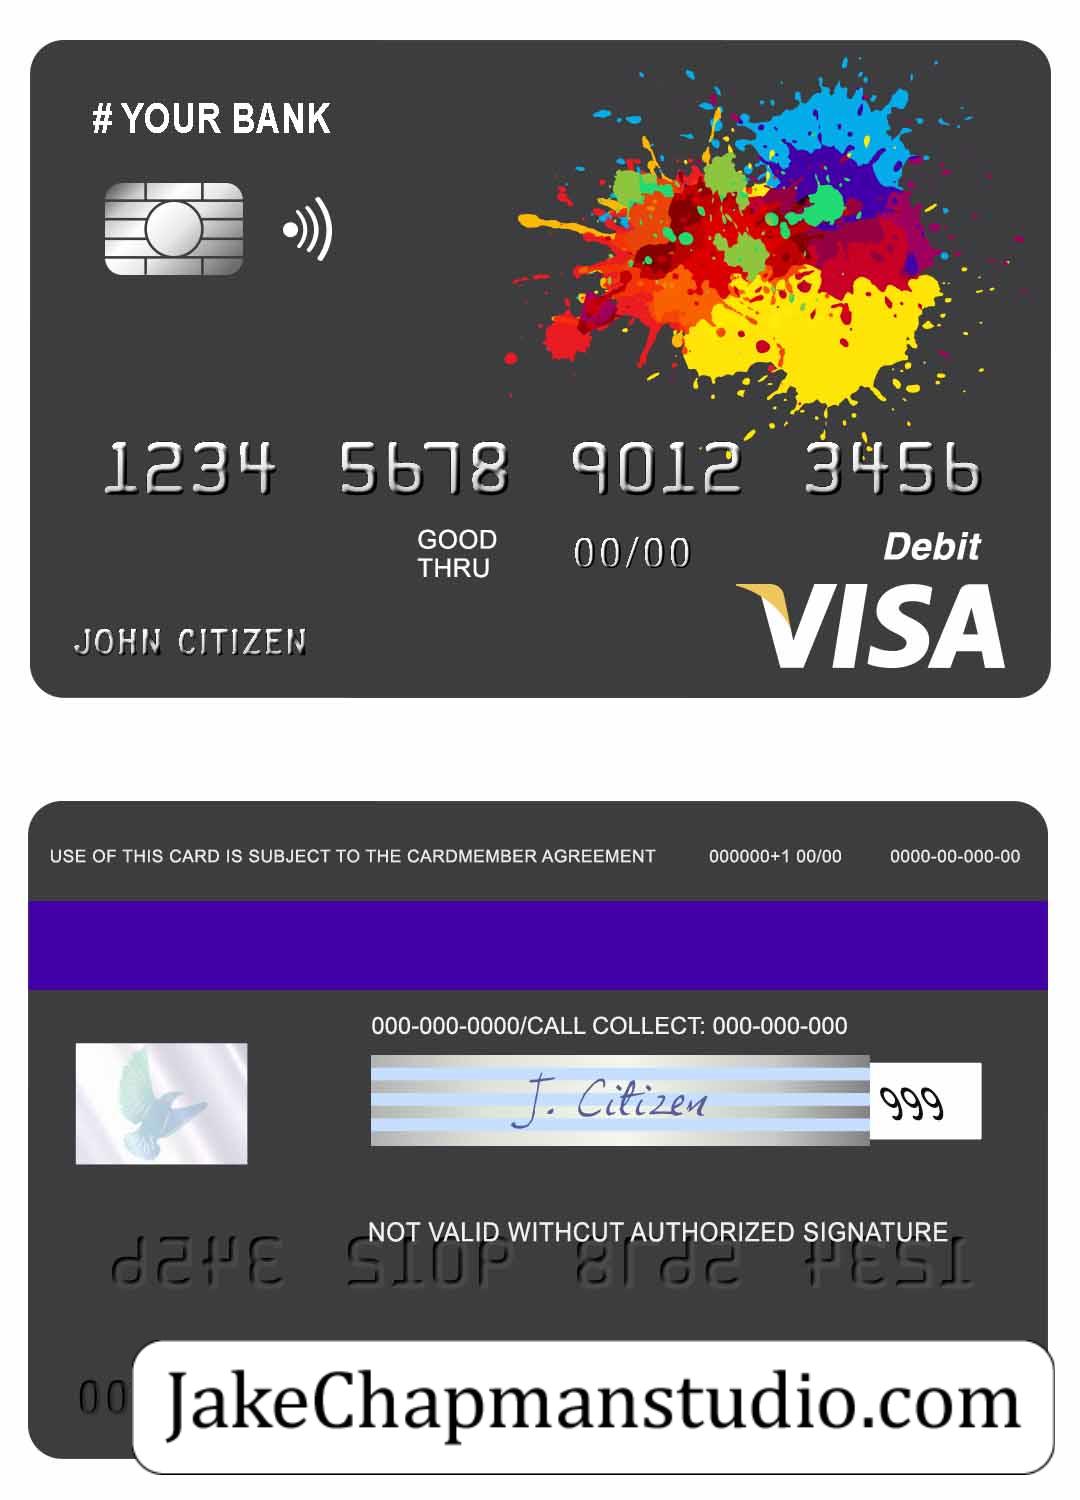 # YOUR BANK
1234 5678 9012 3456
GOOD
THRU
00/00
Debit
VISA
JOHN CITIZEN
USE OF THIS CARD IS SUBJECT TO THE CARDMEMBER AGREEMENT 000000+1 00/00 0000-00-000-00
000-000-0000/CALL COLLECT: 000-000-000
J. Citizen
999
NOT VALID WITHCUT AUTHORIZED SIGNATURE
00
JakeChapmanstudio.com